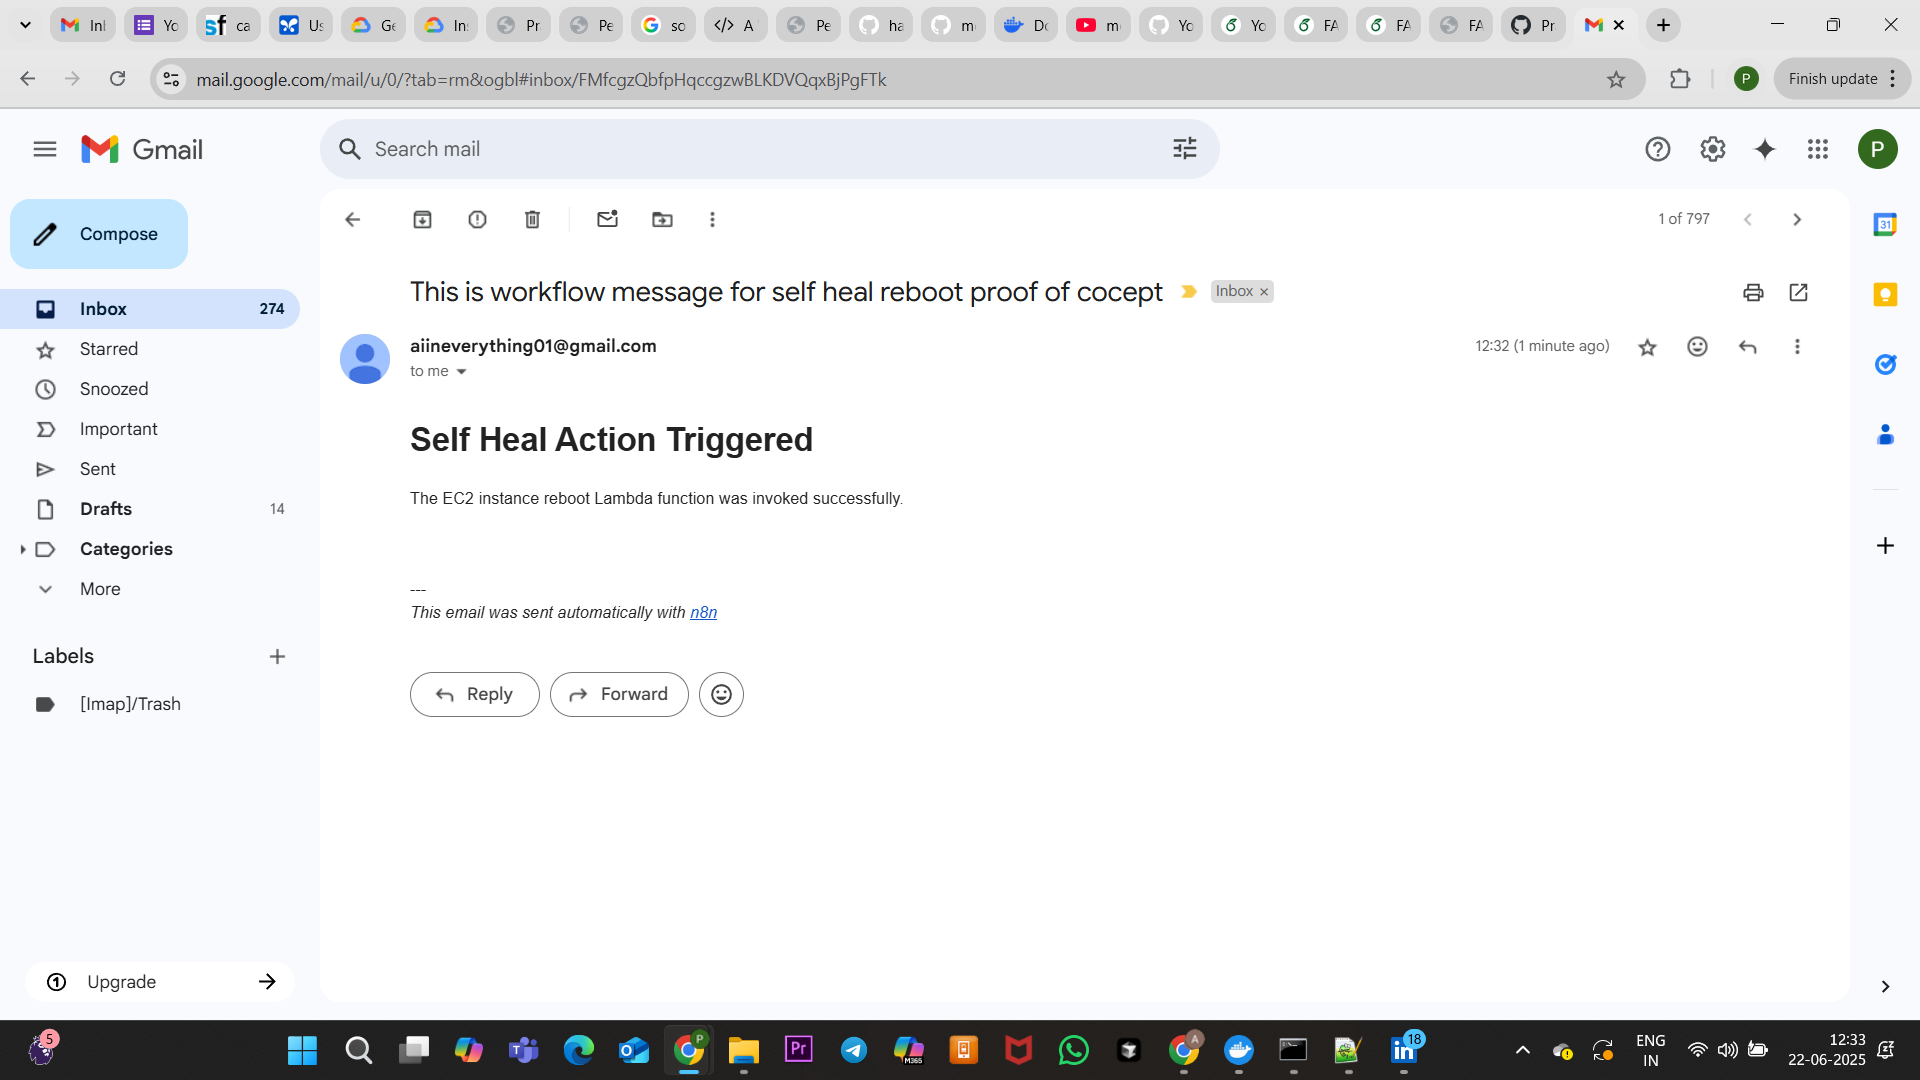 Inl
Yo
ca
Us
Ge
Ins
Pr
Pe
so
A
Pe
ha
m
Do
m
Yo
Yo
FA
FA
FA
Pr
mail.google.com/mail/u/0/?tab=rm&ogbl#inbox/FMfcgzQbfpHqccgzwBLKDVQqxBjPgFTk
P
Finish update
Gmail
Search mail
P
Compose
1 of 797
This is workflow message for self heal reboot proof of cocept
Inbox ×
Inbox 274
Starred
Snoozed
Important
Sent
Drafts 14
Categories
More
Labels
[Imap]/Trash
Upgrade
aiineverything01@gmail.com
12:32 (1 minute ago)
to me
Self Heal Action Triggered
The EC2 instance reboot Lambda function was invoked successfully.
---
This email was sent automatically with n8n
Reply
Forward
31
5
P
Pr
M365
A
18
ENG
IN
12:33
22-06-2025